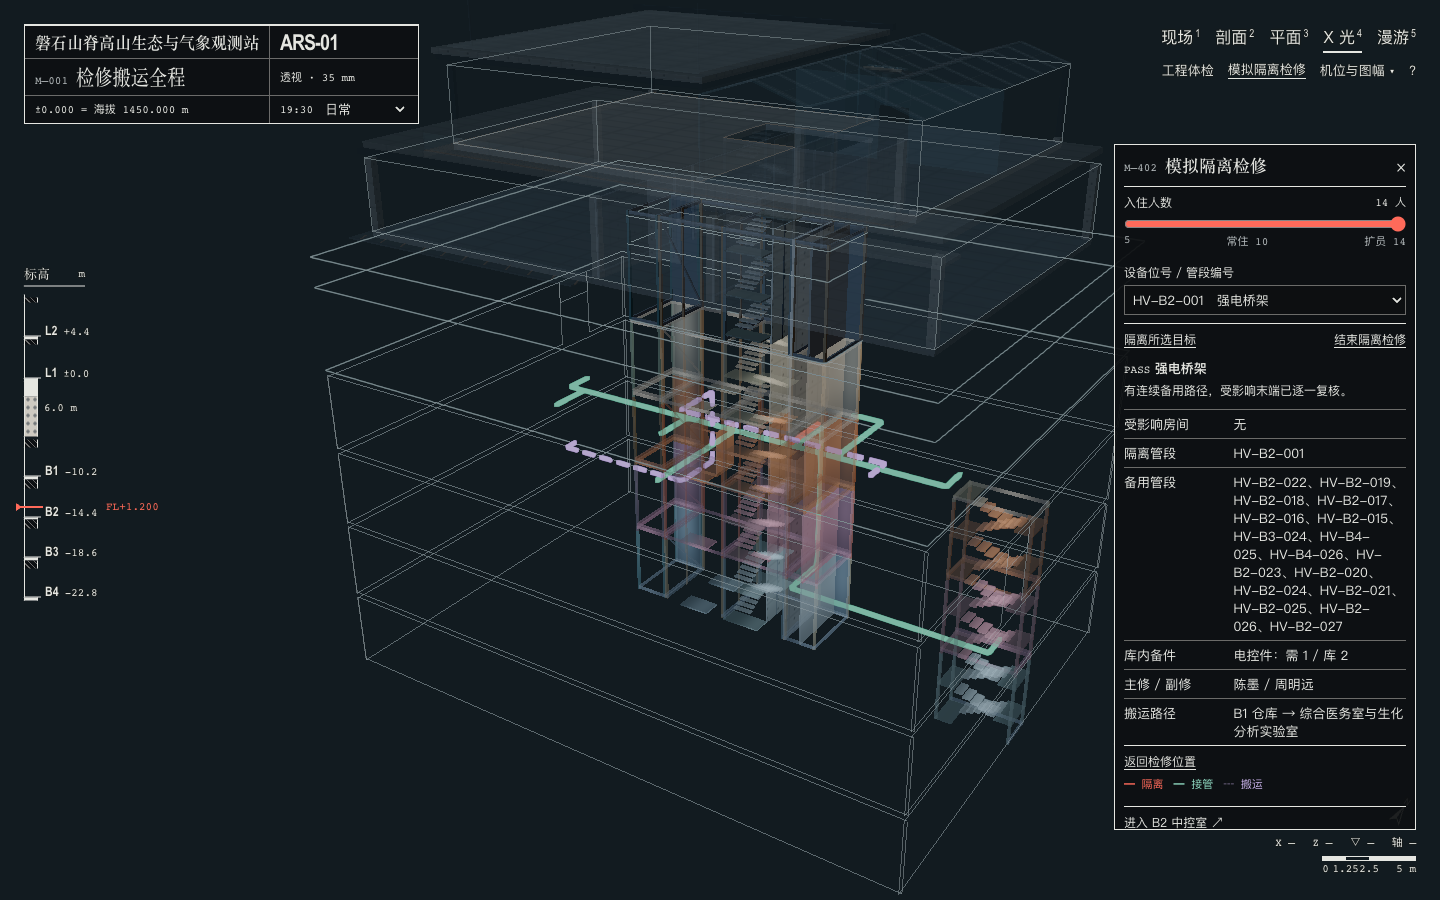 磐石山脊高山生态与气象观测站 ARS-01
M—001 检修搬运全程 透视 · 35 mm
±0.000 = 海拔 1450.000 m 19:30 日常
现场1 剖面2 平面3 X 光4 漫游5
工程体检 模拟隔离检修 机位与图幅 ▾ ?
标高 m
L2 +4.4
L1 ±0.0
6.0 m
B1 -10.2
B2 -14.4 FL+1.200
B3 -18.6
B4 -22.8
M—402 模拟隔离检修 ×
入住人数 14 人
5 常住 10 扩员 14
设备位号 / 管段编号
HV-B2-001 强电桥架
隔离所选目标 结束隔离检修
PASS 强电桥架
有连续备用路径，受影响末端已逐一复核。
受影响房间 无
隔离管段 HV-B2-001
备用管段 HV-B2-022、HV-B2-019、
HV-B2-018、HV-B2-017、
HV-B2-016、HV-B2-015、
HV-B3-024、HV-B4-
025、HV-B4-026、HV-
B2-023、HV-B2-020、
HV-B2-024、HV-B2-021、
HV-B2-025、HV-B2-
026、HV-B2-027
库内备件 电控件：需 1 / 库 2
主修 / 副修 陈墨 / 周明远
搬运路径 B1 仓库 → 综合医务室与生化
分析实验室
返回检修位置
隔离 接管 搬运
进入 B2 中控室 ↗
X — Z — ▽ — 轴 —
0 1.25 2.5 5 m